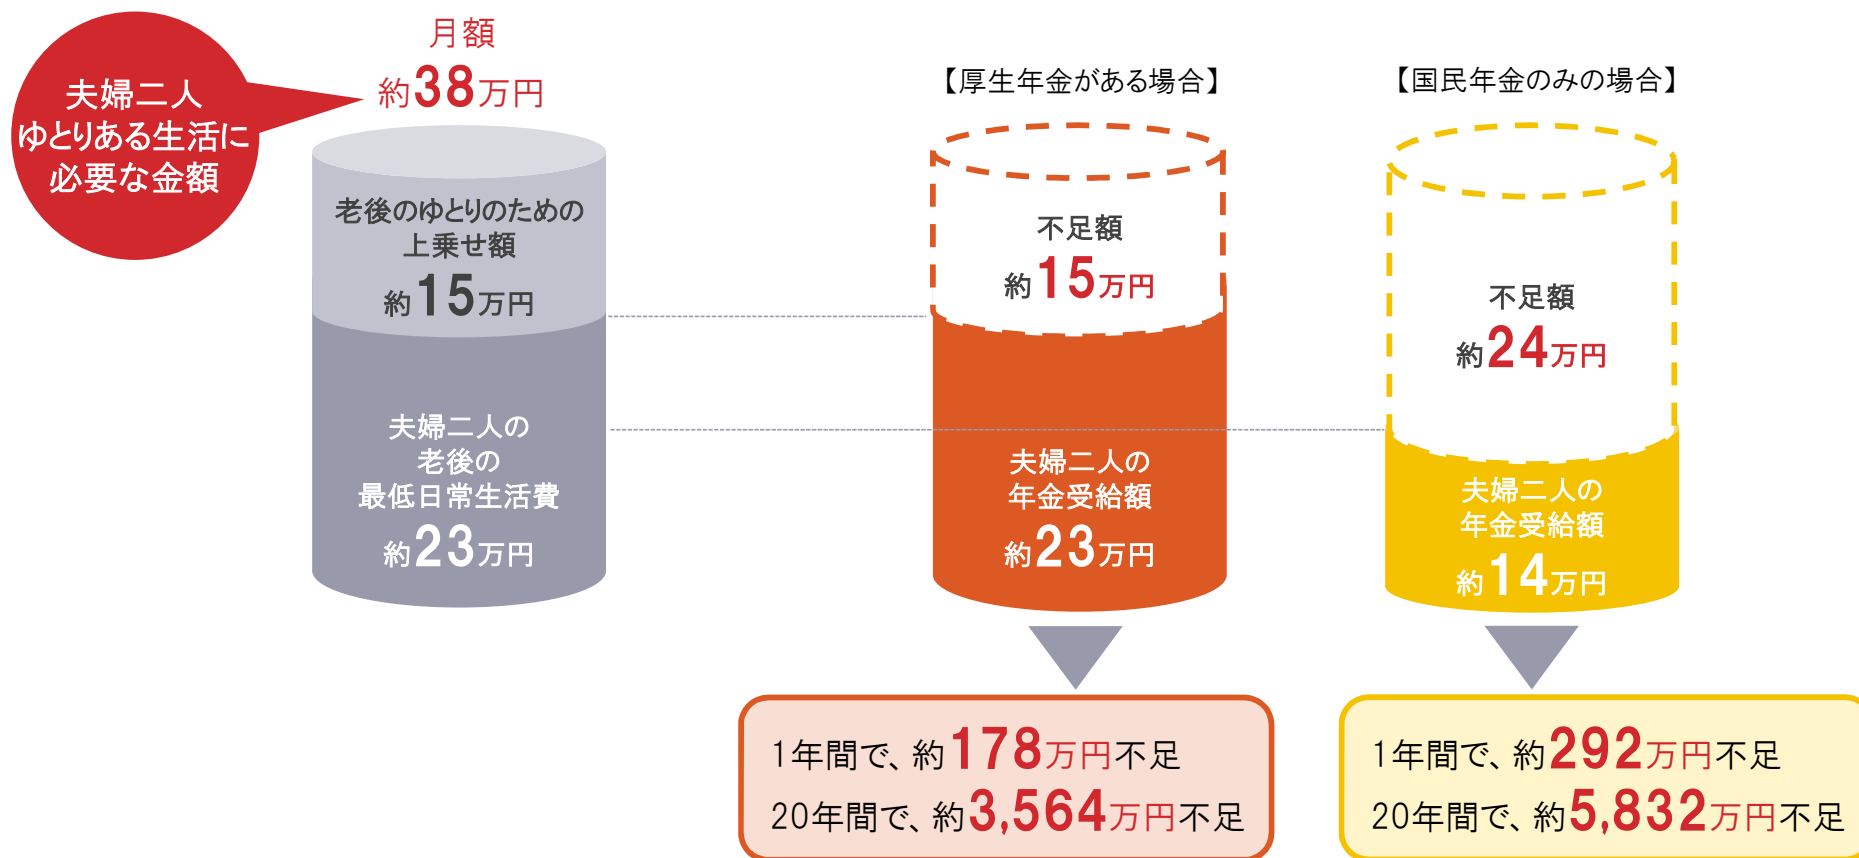 夫婦二人
ゆとりある生活に
必要な金額
月額
約38万円
老後のゆとりのための
上乗せ額
約15万円
夫婦二人の
老後の
最低日常生活費
約23万円
【厚生年金がある場合】
不足額
約15万円
夫婦二人の
年金受給額
約23万円
1年間で、約178万円不足
20年間で、約3,564万円不足
【国民年金のみの場合】
不足額
約24万円
夫婦二人の
年金受給額
約14万円
1年間で、約292万円不足
20年間で、約5,832万円不足